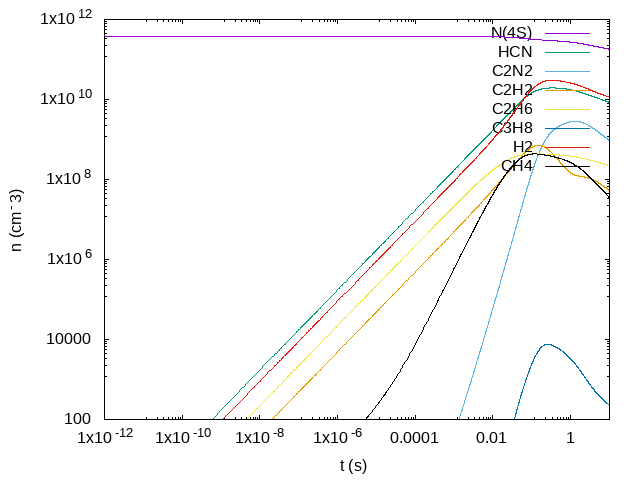 1x10 12
1x10 10
1x10 8
1x10 6
10000
100
n (cm-3)
N(4S)
HCN
C2N2
C2H2
C2H6
C3H8
H2
CH4
1x10 -12 1x10 -10 1x10 -8 1x10 -6 0.0001 0.01 1
t (s)